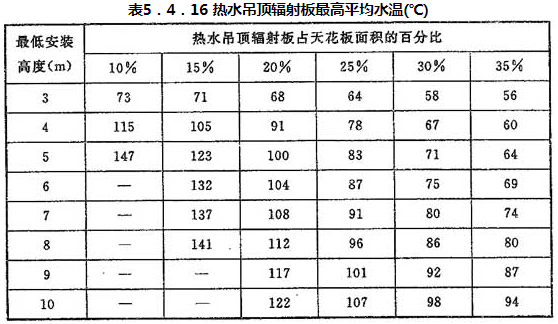 表5．4．16 热水吊顶辐射板最高平均水温(℃)
最低安装高度(m) 热水吊顶辐射板占天花板面积的百分比
10% 15% 20% 25% 30% 35%
3 73 71 68 64 58 56
4 115 105 91 78 67 60
5 147 123 100 83 71 64
6 — 132 104 87 75 69
7 — 137 108 91 80 74
8 — 141 112 96 86 80
9 — — 117 101 92 87
10 — — 122 107 98 94